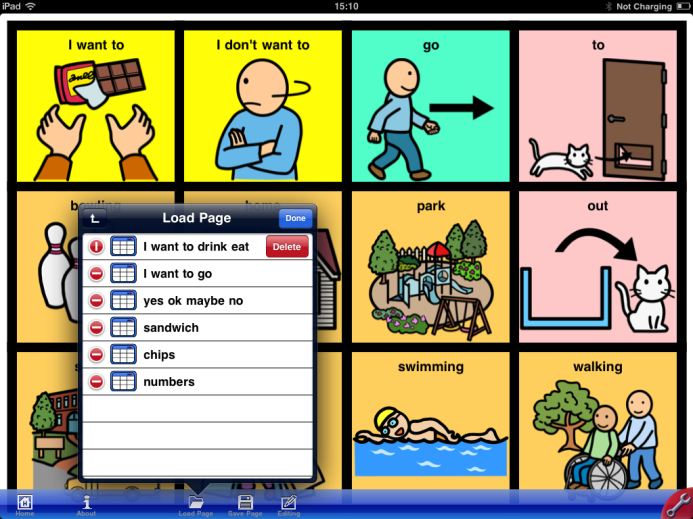 iPad 15:10 Not Charging
I want to
I don't want to
go
to
bowling
home
park
out
Load Page
Done
I want to drink eat
Delete
I want to go
yes ok maybe no
sandwich
chips
numbers
swimming
walking
Home
About
Load Page
Save Page
Editing